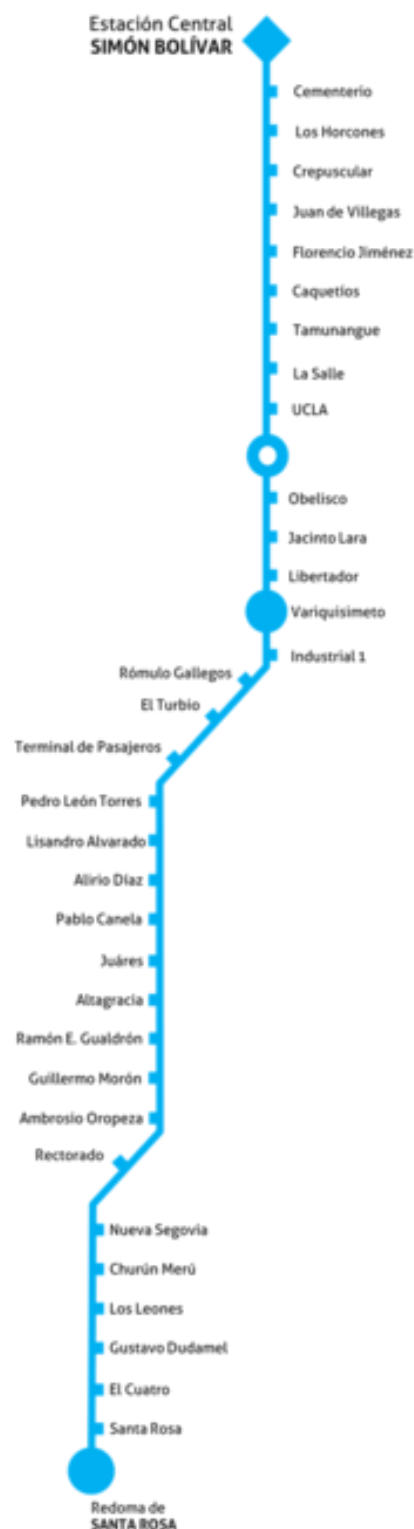 Estación Central
SIMÓN BOLÍVAR
Cementerio
Los Horcones
Crepuscular
Juan de Villegas
Florencio Jiménez
Caquetíos
Tamunangue
La Salle
UCLA
Obelisco
Jacinto Lara
Libertador
Variquisimeto
Industrial 1
Rómulo Gallegos
El Turbio
Terminal de Pasajeros
Pedro León Torres
Lisandro Alvarado
Alirio Díaz
Pablo Canela
Juáres
Altagracia
Ramón E. Gualdrón
Guillermo Morón
Ambrosio Oropeza
Rectorado
Nueva Segovia
Churún Merú
Los Leones
Gustavo Dudamel
El Cuatro
Santa Rosa
Redoma de
SANTA ROSA